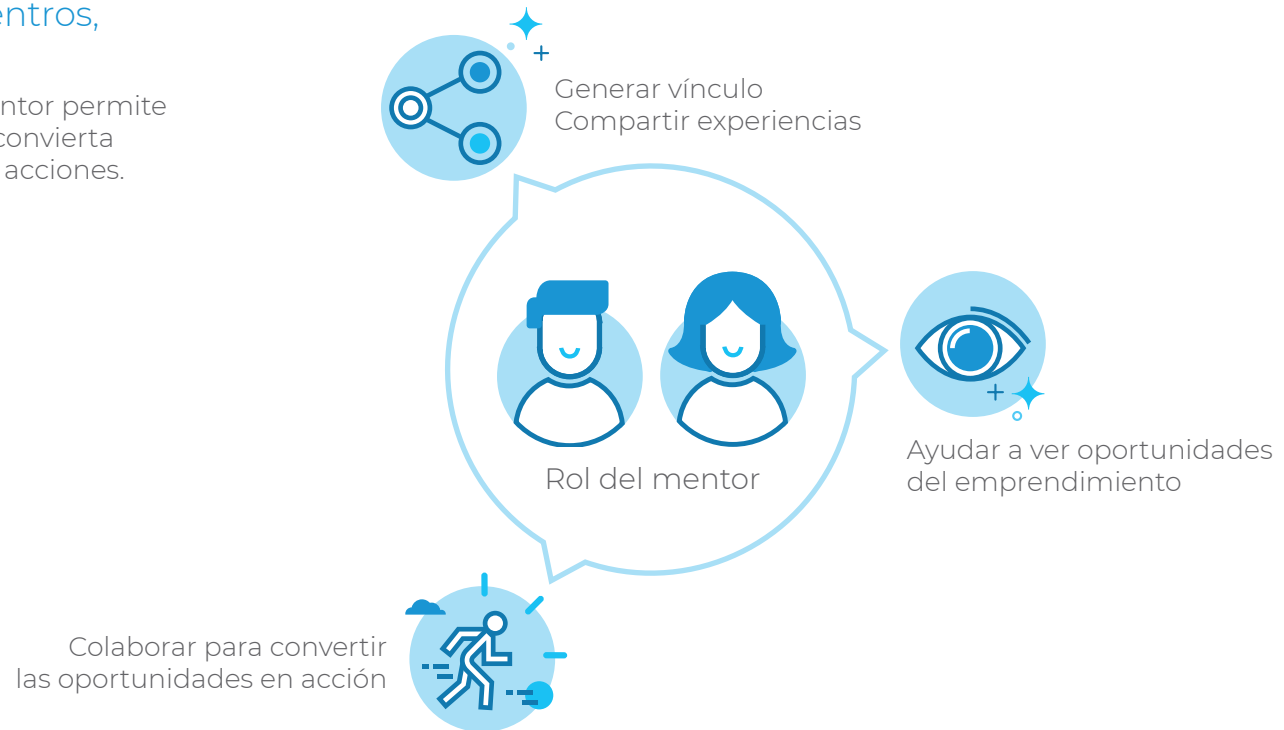 entros,
ntor permite
convierta
acciones.
Generar vínculo
Compartir experiencias
Rol del mentor
Ayudar a ver oportunidades
del emprendimiento
Colaborar para convertir
las oportunidades en acción